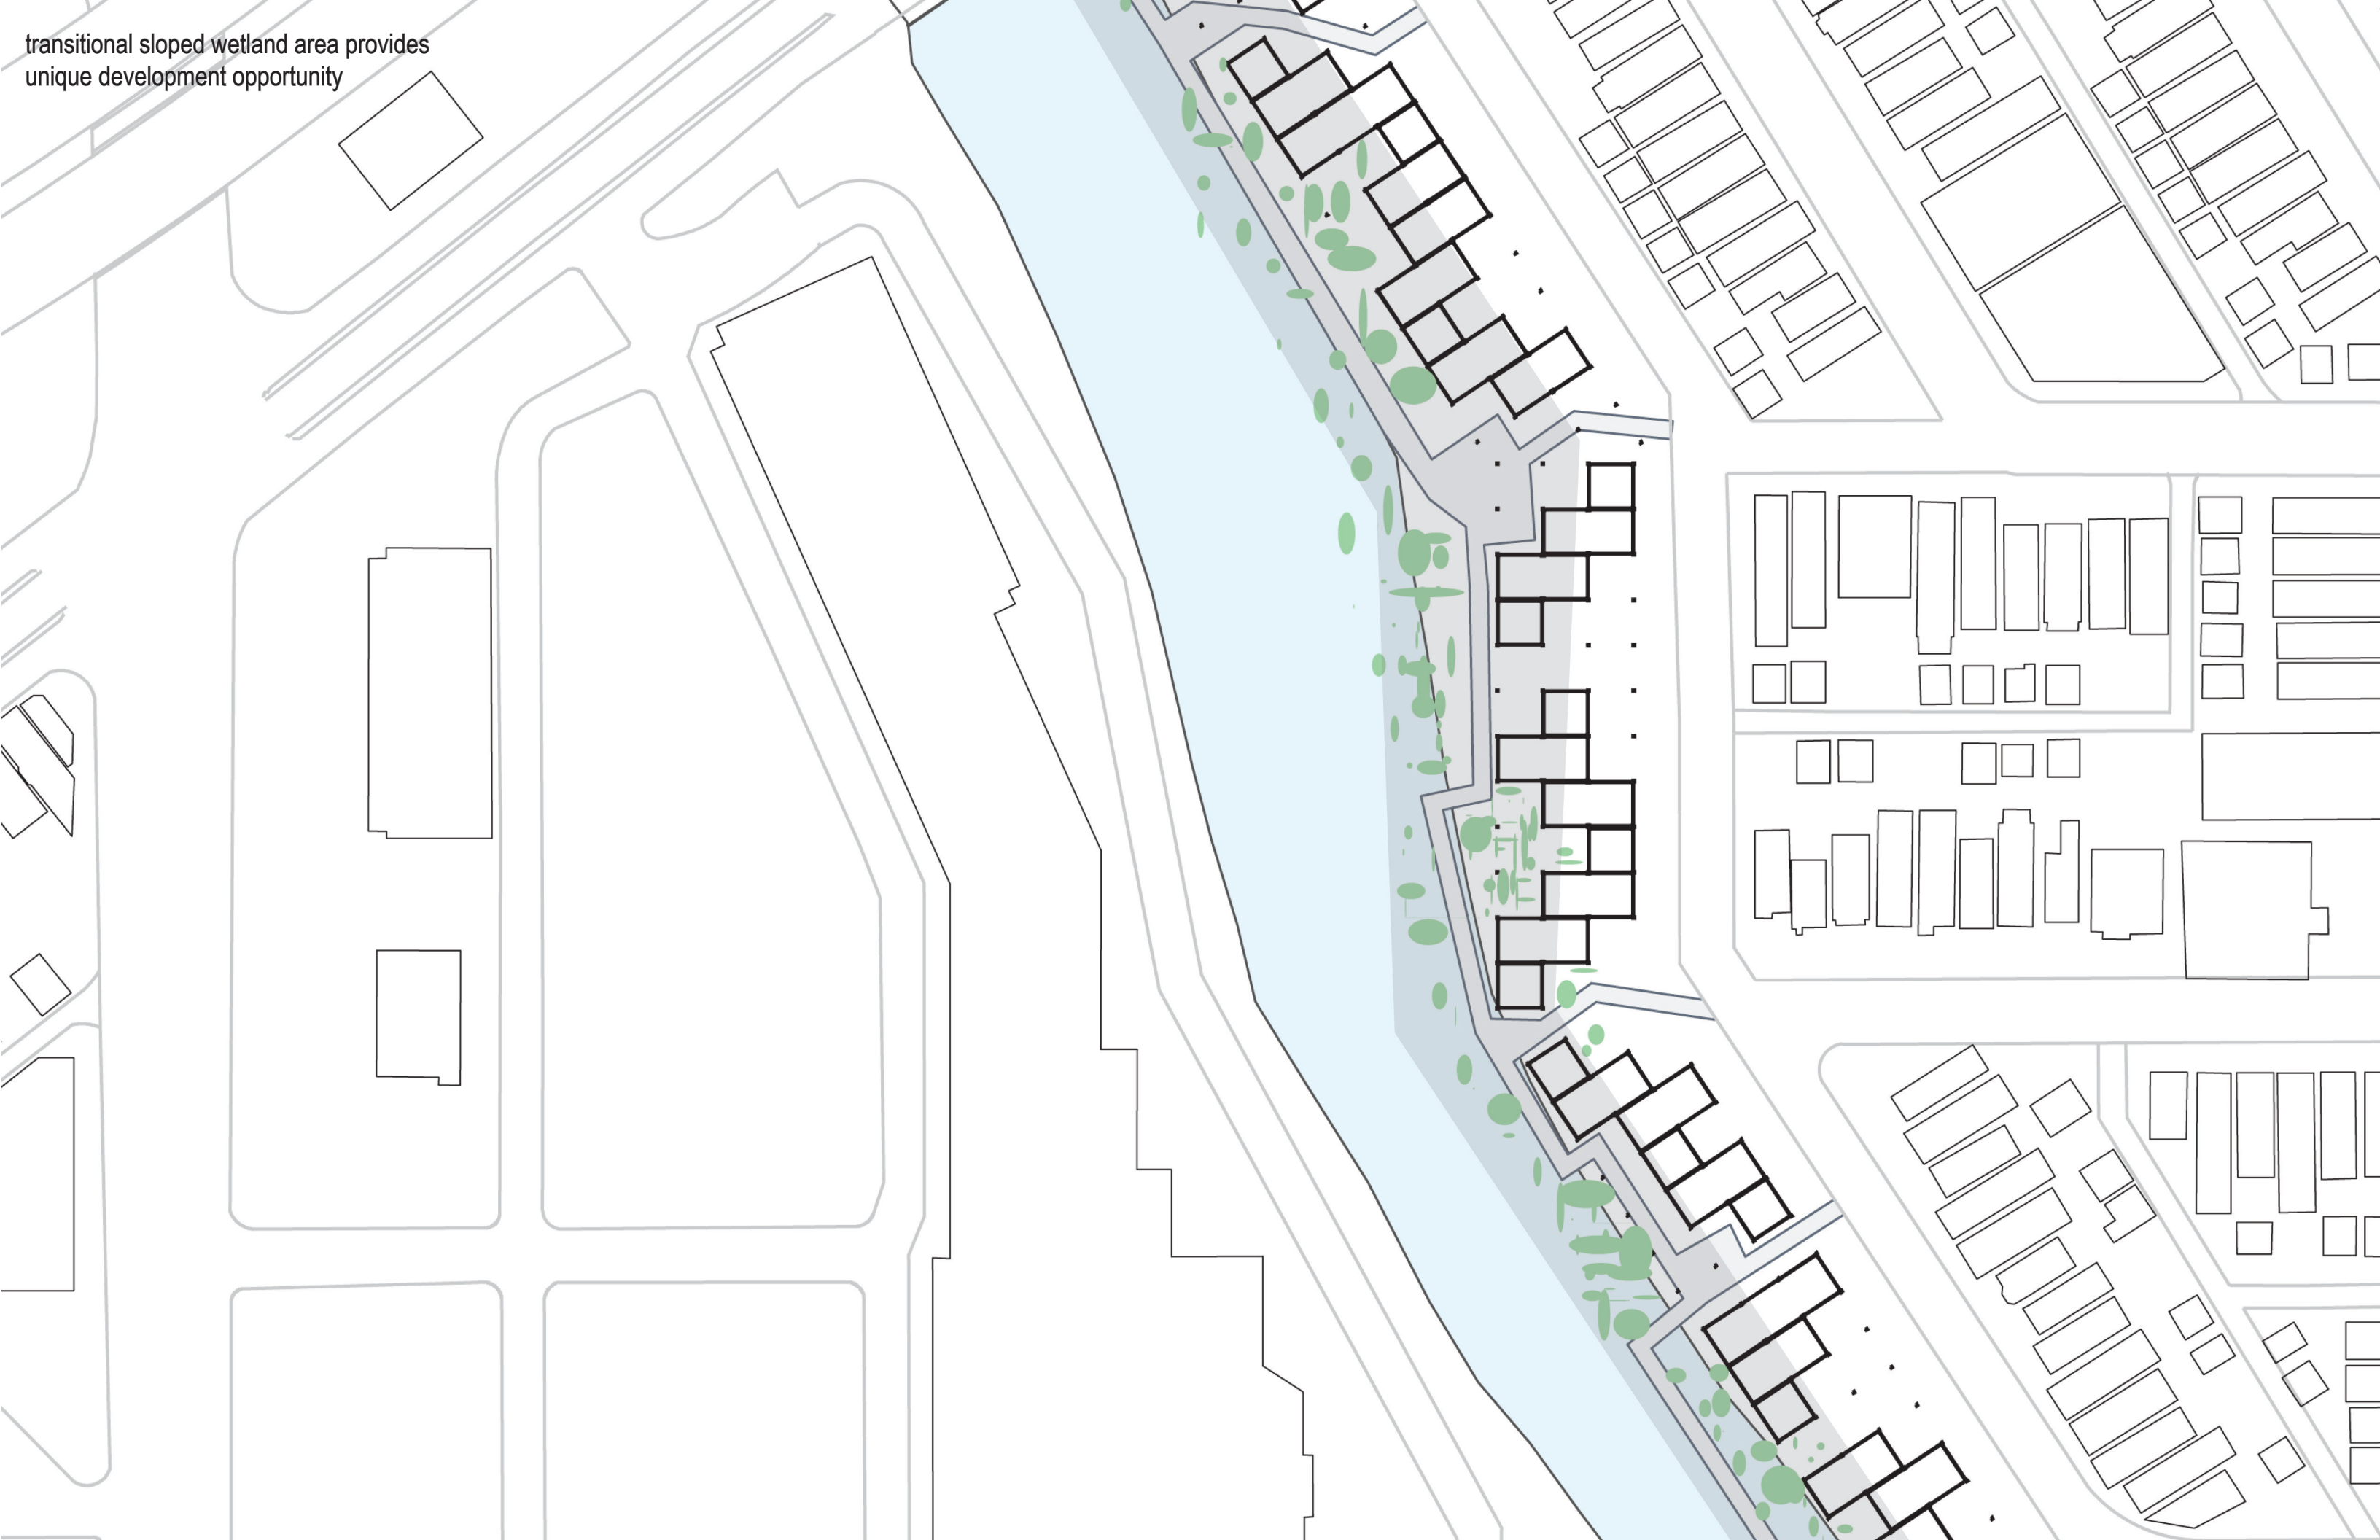 transitional sloped wetland area provides
unique development opportunity